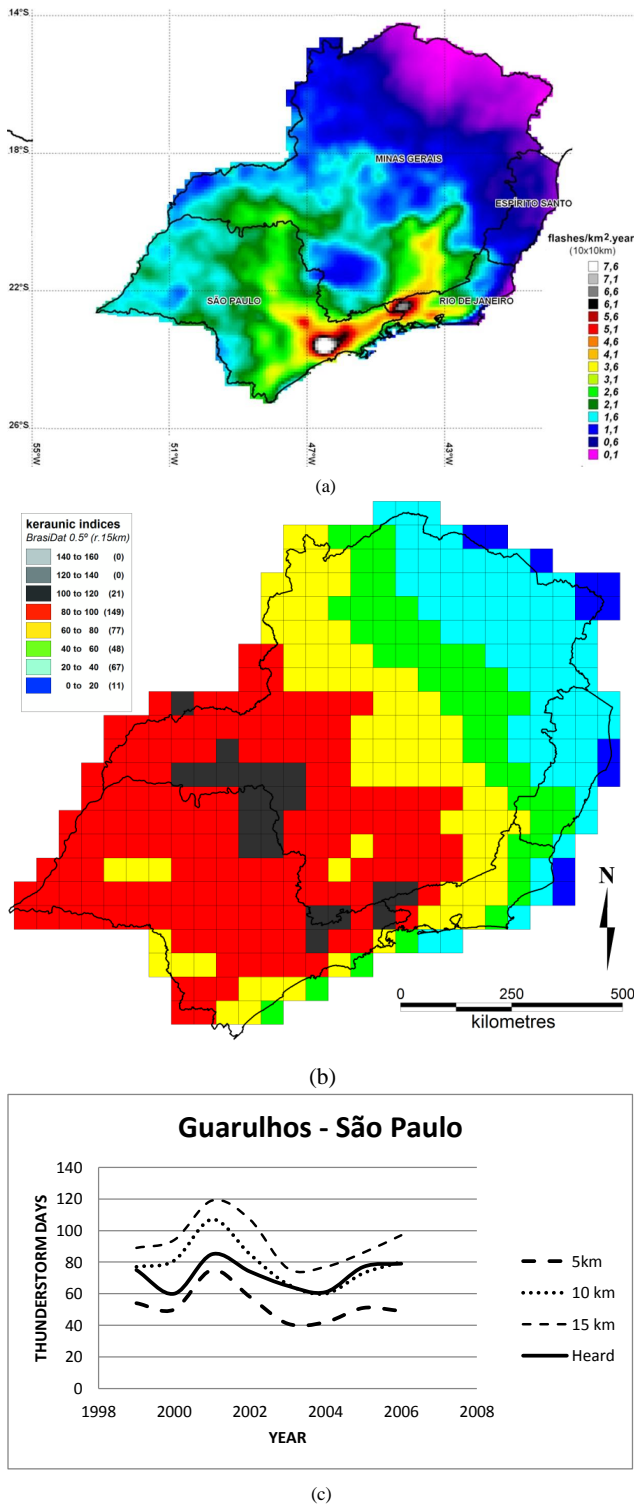 14°S
18°S
22°S
26°S
55°W
51°W
47°W
43°W
MINAS GERAIS
ESPÍRITO SANTO
SÃO PAULO
RIO DE JANEIRO
flashes/km².year
(10x10km)
7,6
7,1
6,6
6,1
5,6
5,1
4,6
4,1
3,6
3,1
2,6
2,1
1,6
1,1
0,6
0,1
(a)
keraunic indices
BrasilDat 0.5º (r.15km)
140 to 160 (0)
120 to 140 (0)
100 to 120 (21)
80 to 100 (149)
60 to 80 (77)
40 to 60 (48)
20 to 40 (67)
0 to 20 (11)
N
0 250 500
kilometres
(b)
Guarulhos - São Paulo
THUNDERSTORM DAYS
140
120
100
80
60
40
20
0
1998 2000 2002 2004 2006 2008
YEAR
5km
10 km
15 km
Heard
(c)